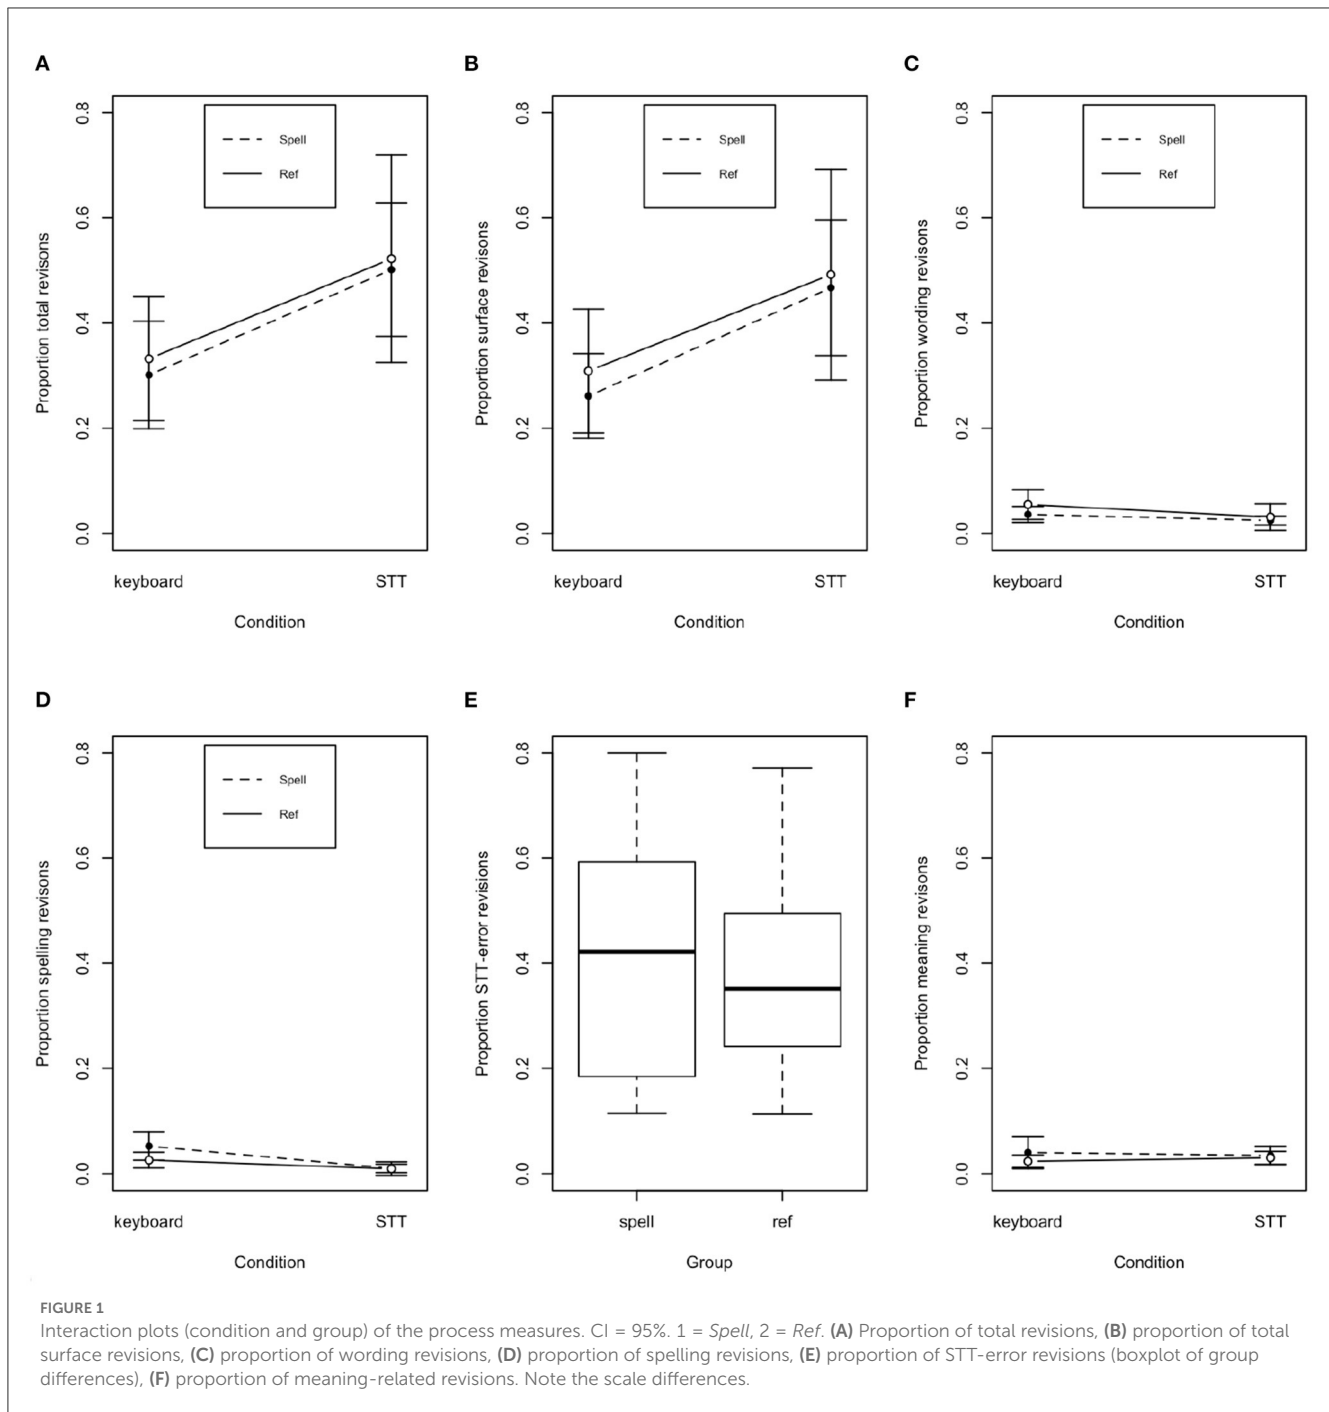 A
Proportion total revisons
0.0
0.2
0.4
0.6
0.8
Spell
Ref
keyboard
STT
Condition
B
Proportion surface revisons
0.0
0.2
0.4
0.6
0.8
Spell
Ref
keyboard
STT
Condition
C
Proportion wording revisons
0.0
0.2
0.4
0.6
0.8
Spell
Ref
keyboard
STT
Condition
D
Proportion spelling revisons
0.0
0.2
0.4
0.6
0.8
Spell
Ref
keyboard
STT
Condition
E
Proportion STT-error revisions
0.0
0.2
0.4
0.6
0.8
spell
ref
Group
F
Proportion meaning revisons
0.0
0.2
0.4
0.6
0.8
keyboard
STT
Condition
FIGURE 1
Interaction plots (condition and group) of the process measures. CI = 95%. 1 = Spell, 2 = Ref. (A) Proportion of total revisions, (B) proportion of total
surface revisions, (C) proportion of wording revisions, (D) proportion of spelling revisions, (E) proportion of STT-error revisions (boxplot of group
differences), (F) proportion of meaning-related revisions. Note the scale differences.